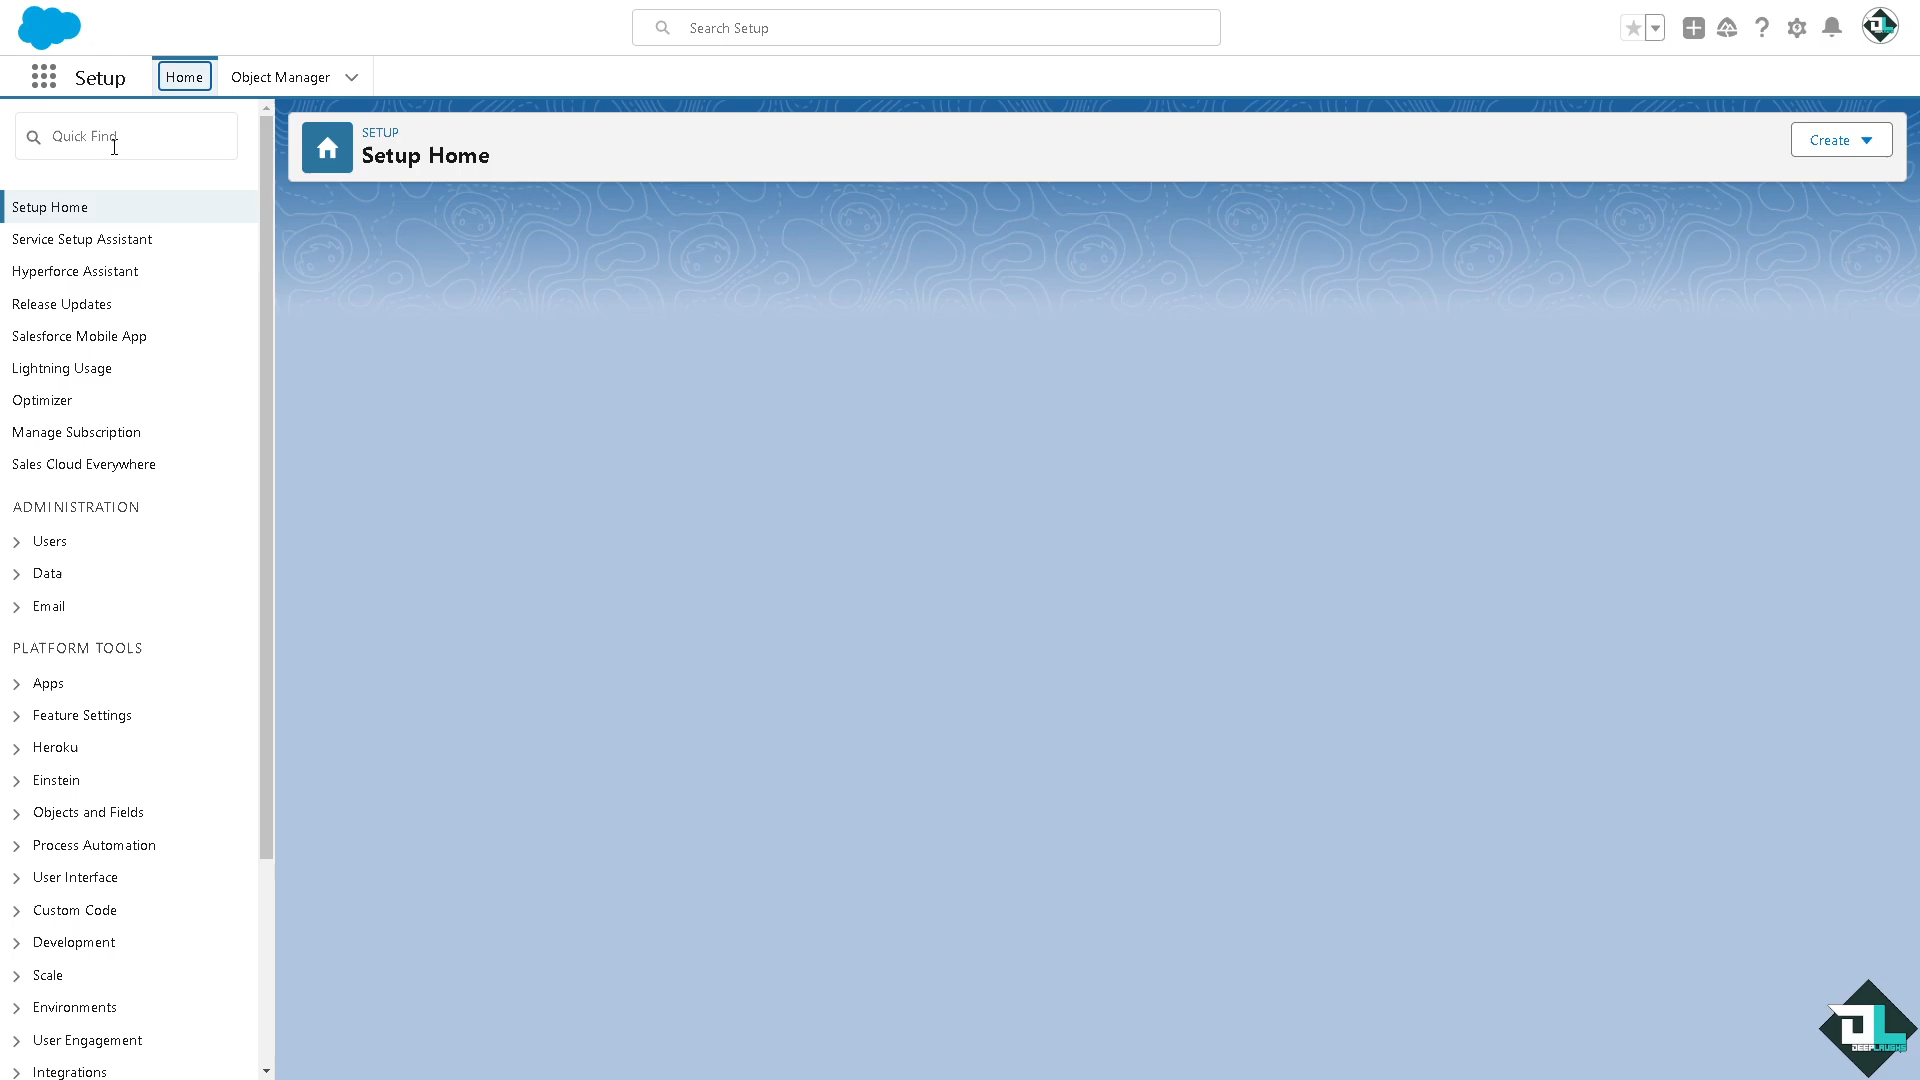 Search Setup
Setup
Home
Object Manager
Quick Find
SETUP
Setup Home
Create
Setup Home
Service Setup Assistant
Hyperforce Assistant
Release Updates
Salesforce Mobile App
Lightning Usage
Optimizer
Manage Subscription
Sales Cloud Everywhere
ADMINISTRATION
Users
Data
Email
PLATFORM TOOLS
Apps
Feature Settings
Heroku
Einstein
Objects and Fields
Process Automation
User Interface
Custom Code
Development
Scale
Environments
User Engagement
Integrations
DL
DEEPLAUGHS